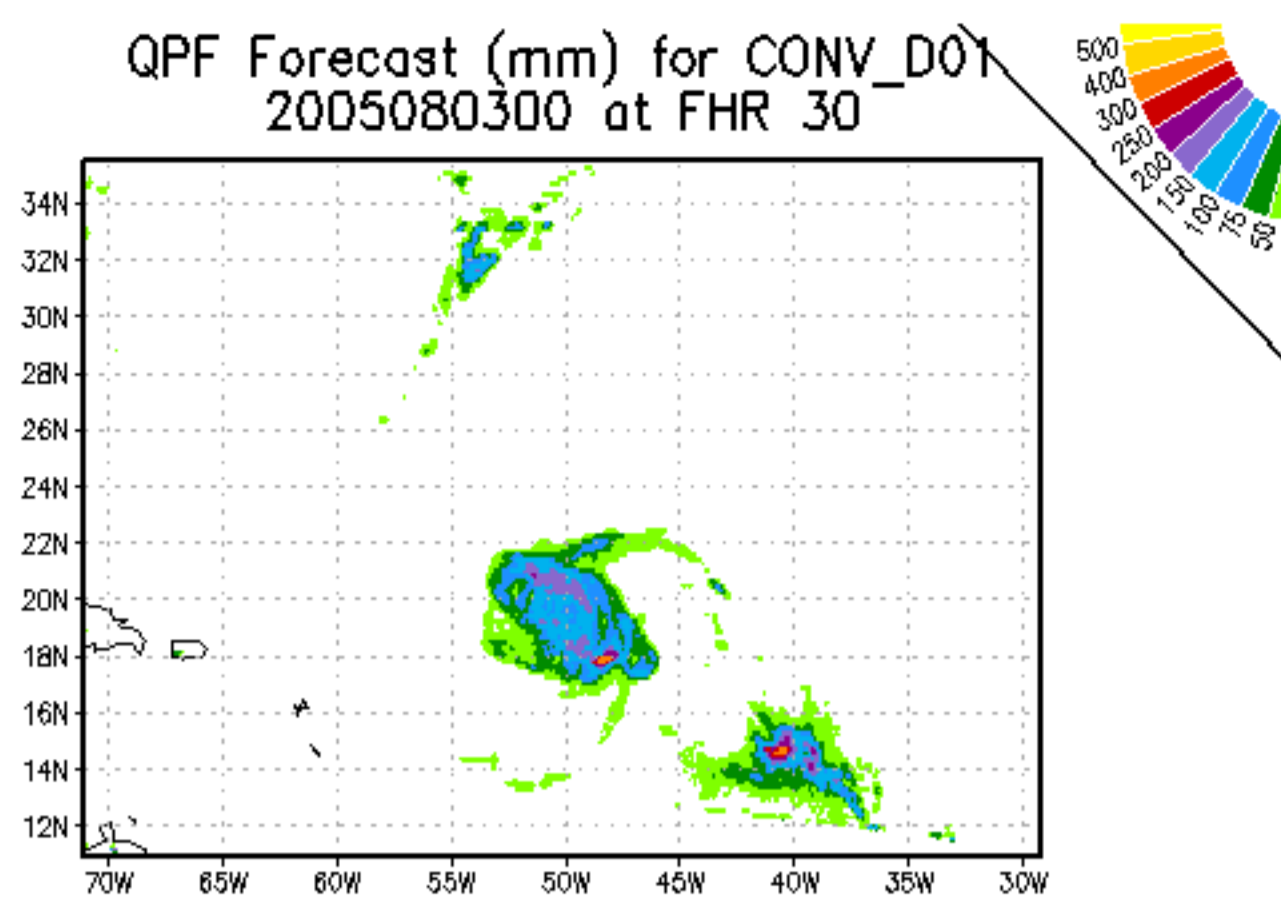 QPF Forecast (mm) for CONV_D01
2005080300 at FHR 30
500
400
300
250
200
150
100
75
50
34N
32N
30N
28N
26N
24N
22N
20N
18N
16N
14N
12N
70W 65W 60W 55W 50W 45W 40W 35W 30W